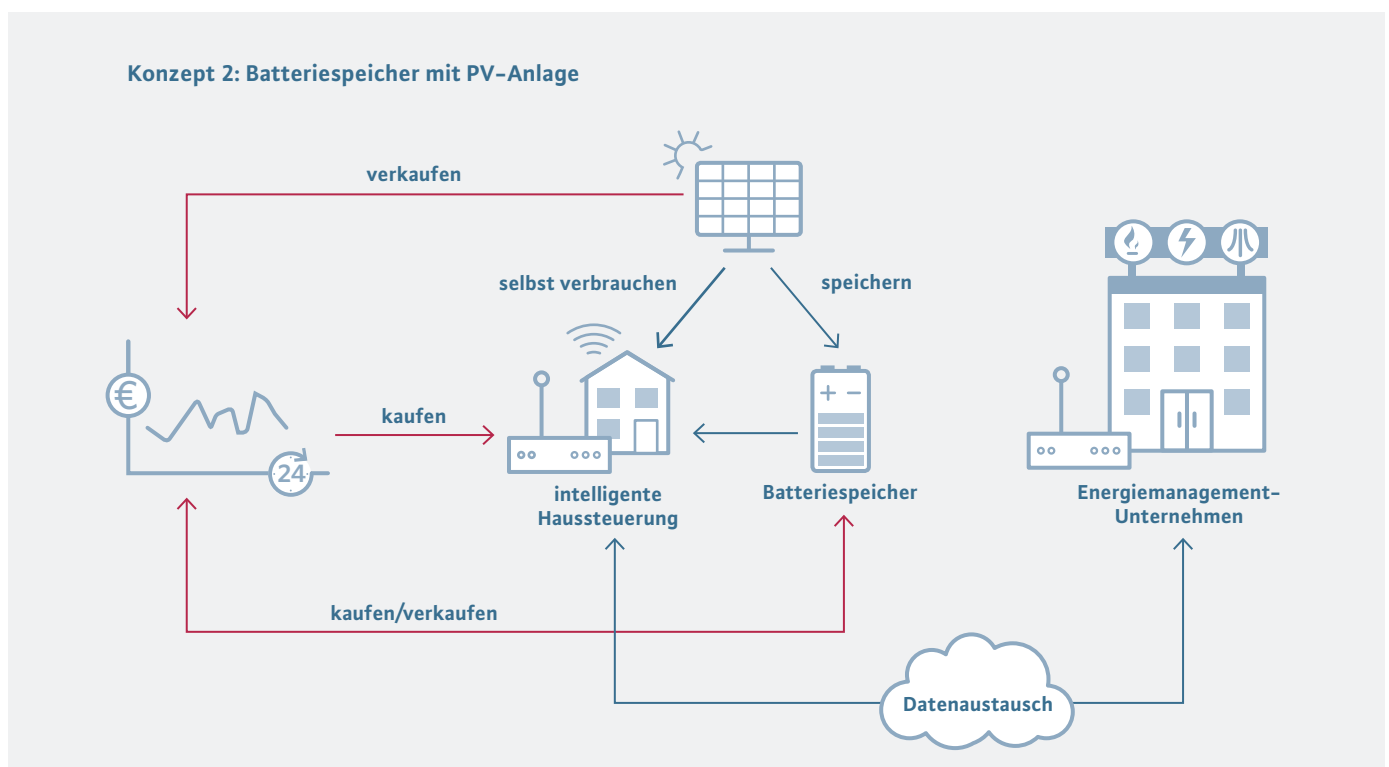 Konzept 2: Batteriespeicher mit PV-Anlage
verkaufen
selbst verbrauchen
speichern
€
24
kaufen
+ -
intelligente
Haussteuerung
Batteriespeicher
Energiemanagement-
Unternehmen
kaufen/verkaufen
Datenaustausch